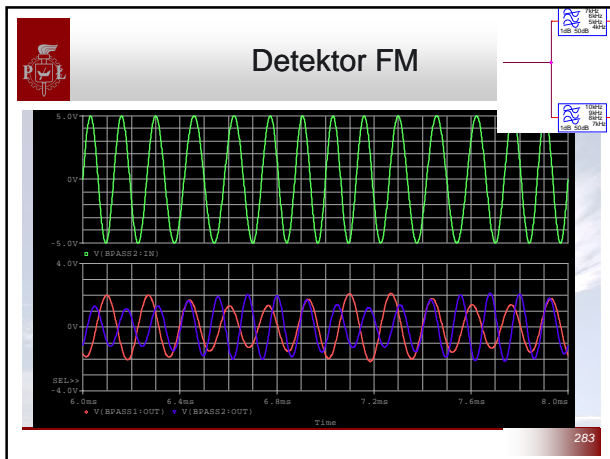 7kHz
6kHz
5kHz
4kHz
1dB 50dB
P Ł
Detektor FM
10kHz
9kHz
8kHz
7kHz
1dB 50dB
5.0V
0V
-5.0V
V(BPASS2:IN)
4.0V
0V
SEL>>
-4.0V
6.0ms 6.4ms 6.8ms 7.2ms 7.6ms 8.0ms
V(BPASS1:OUT) V(BPASS2:OUT)
Time
283